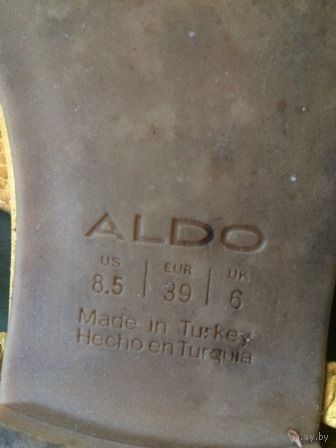 ALDO
US | EUR | UK
8.5 | 39 | 6
Made in Turkey
Hecho en Turquia